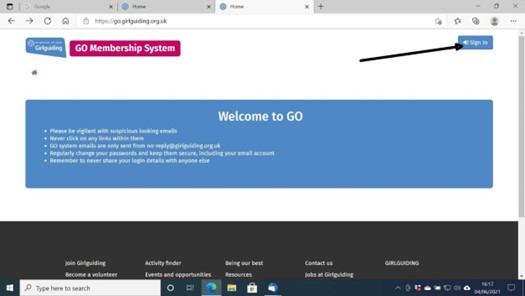 Google
Home
Home
https://go.girlguiding.org.uk
Girlguiding
GO Membership System
Sign In
Welcome to GO
Please be vigilant with suspicious looking emails
Never click on any links within them
GO system emails are only sent from no-reply@girlguiding.org.uk
Regularly change your passwords and keep them secure, including your email account
Remember to never share your login details with anyone else
Join Girlguiding Activity finder Being our best Contact us GIRLGUIDING
Become a volunteer Events and opportunities Resources Jobs at Girlguiding
Type here to search
16:17
04/06/2021